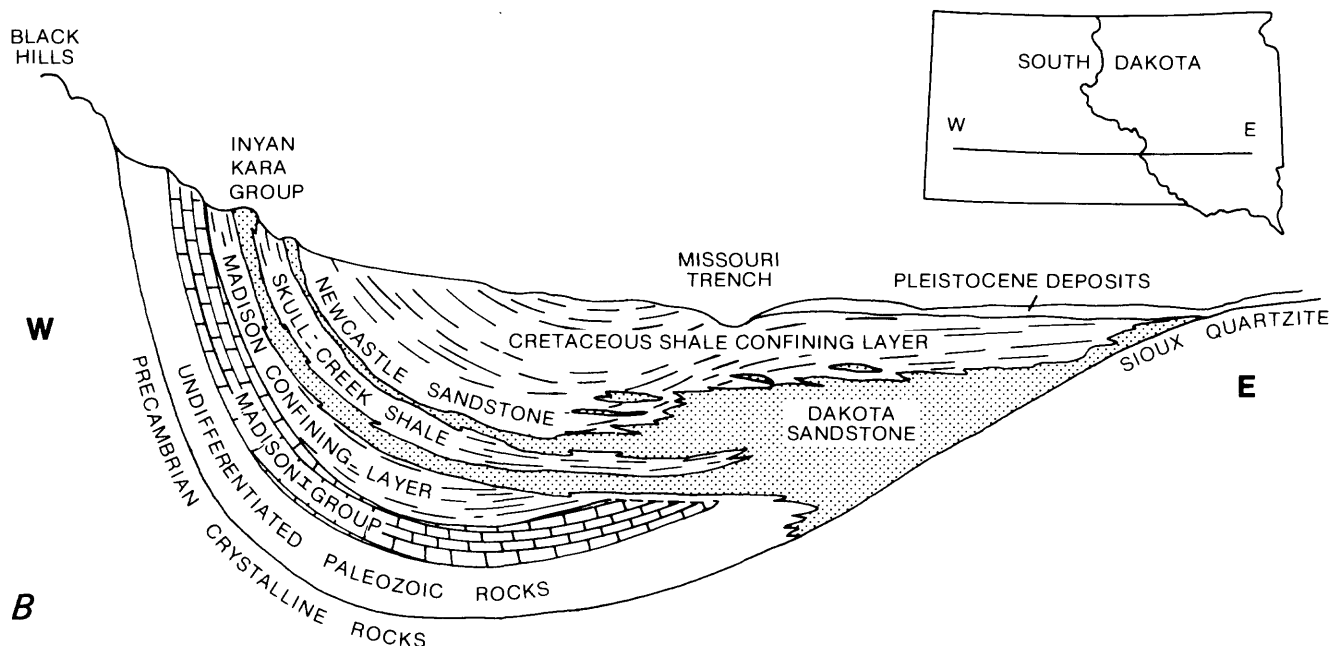 BLACK
HILLS
SOUTH DAKOTA
W
E
INYAN
KARA
GROUP
MISSOURI
TRENCH
PLEISTOCENE DEPOSITS
W
E
CRETACEOUS SHALE CONFINING LAYER
SIOUX QUARTZITE
DAKOTA
SANDSTONE
NEWCASTLE SANDSTONE
SKULL CREEK SHALE
MADISON CONFINING LAYER
MADISON GROUP
UNDIFFERENTIATED PALEOZOIC ROCKS
PRECAMBRIAN CRYSTALLINE ROCKS
B